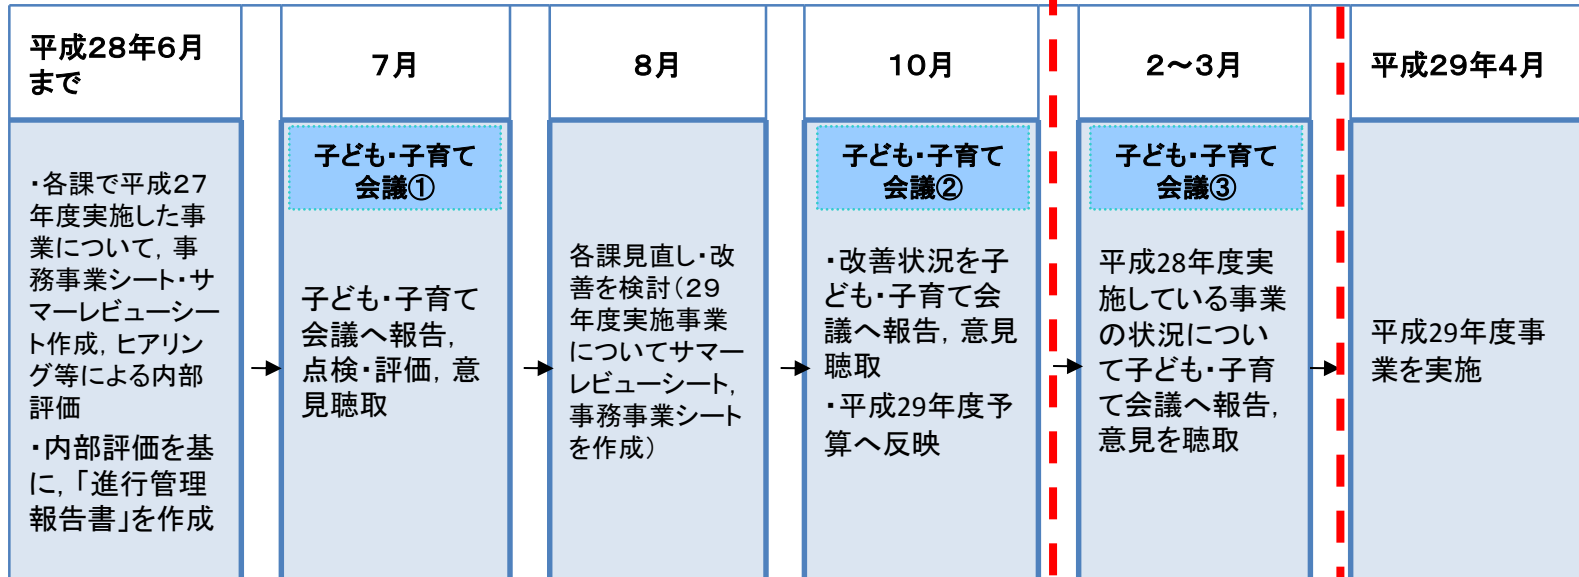 平成28年6月
まで
・各課で平成27
年度実施した事
業について，事
務事業シート・サ
マーレビューシー
ト作成，ヒアリン
グ等による内部
評価
・内部評価を基
に，「進行管理
報告書」を作成
7月
子ども・子育て
会議①
子ども・子育て
会議へ報告，
点検・評価，意
見聴取
8月
各課見直し・改
善を検討（29
年度実施事業
についてサマー
レビューシート，
事務事業シート
を作成）
10月
子ども・子育て
会議②
・改善状況を子
ども・子育て会
議へ報告，意見
聴取
・平成29年度予
算へ反映
2～3月
子ども・子育て
会議③
平成28年度実
施している事業
の状況につい
て子ども・子育
て会議へ報告，
意見を聴取
平成29年4月
平成29年度事
業を実施